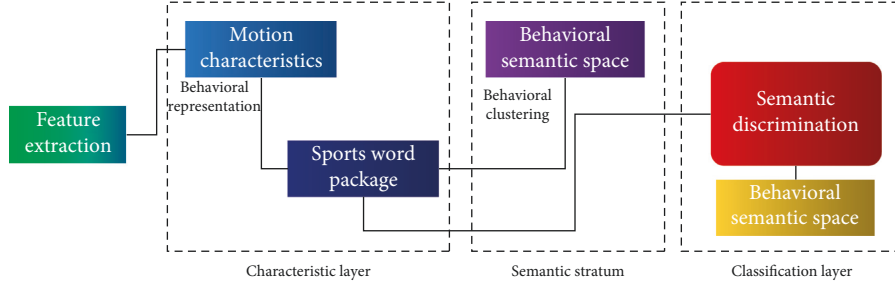 Feature
extraction
Motion
characteristics
Behavioral
representation
Sports word
package
Characteristic layer
Behavioral
semantic space
Behavioral
clustering
Semantic stratum
Semantic
discrimination
Behavioral
semantic space
Classification layer